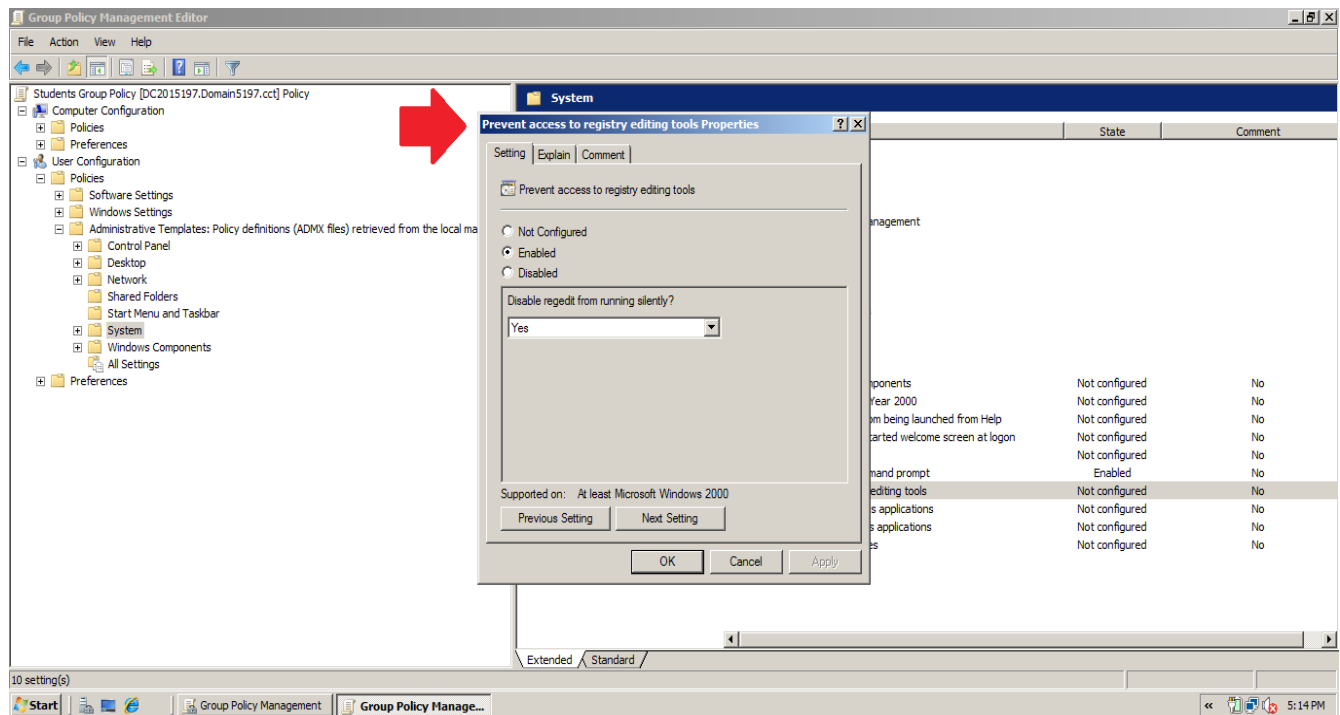 Group Policy Management Editor
File Action View Help
Students Group Policy [DC2015197.Domain5197.cct] Policy
Computer Configuration
Policies
Preferences
User Configuration
Policies
Software Settings
Windows Settings
Administrative Templates: Policy definitions (ADMX files) retrieved from the local ma
Control Panel
Desktop
Network
Shared Folders
Start Menu and Taskbar
System
Windows Components
All Settings
Preferences
System
State Comment
anagement
Prevent access to registry editing tools Properties
Setting Explain Comment
Prevent access to registry editing tools
Not Configured
Enabled
Disabled
Disable regedit from running silently?
Yes
Supported on: At least Microsoft Windows 2000
Previous Setting Next Setting
OK Cancel Apply
mponents Not configured No
Year 2000 Not configured No
om being launched from Help Not configured No
tarted welcome screen at logon Not configured No
Not configured No
mand prompt Enabled No
editing tools Not configured No
s applications Not configured No
s applications Not configured No
es Not configured No
Extended Standard
10 setting(s)
Start Group Policy Management Group Policy Manage... « 5:14 PM